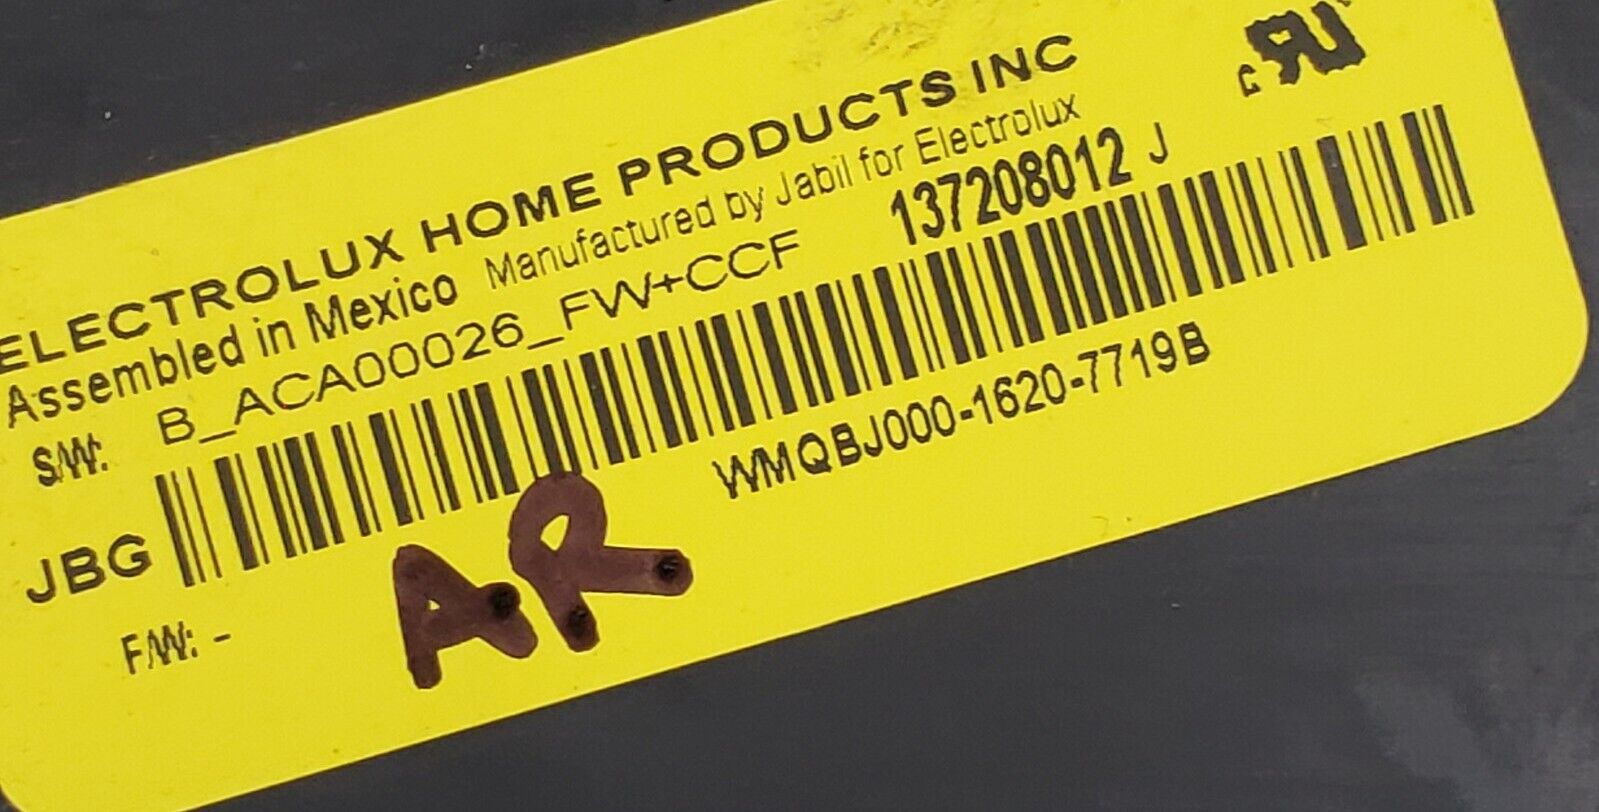 ELECTROLUX HOME PRODUCTS INC
Assembled in Mexico Manufactured by Jabil for Electrolux
S/W: B_ACA00026_FW+CCF 137208012 J
JBG
WMQBJ000-1620-7719B
F/W: -
AR
c RU